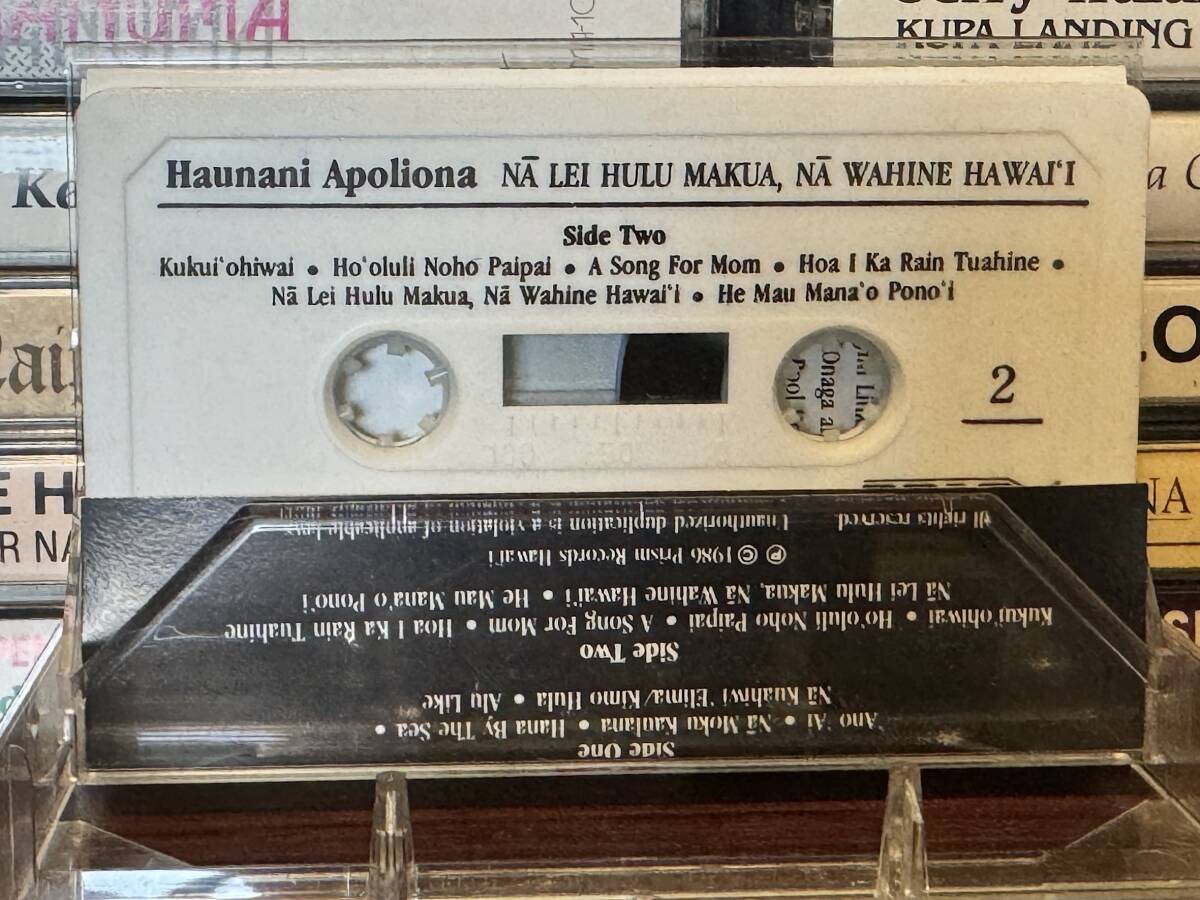 KUPA LANDING
Haunani Apoliona NĀ LEI HULU MAKUA, NĀ WAHINE HAWAIʻI
Side Two
Kukuiʻohiwai • Hoʻoluli Noho Paipai • A Song For Mom • Hoa I Ka Rain Tuahine •
Nā Lei Hulu Makua, Nā Wahine Hawaiʻi • He Mau Manaʻo Ponoʻi
2
Onaga
Side One
Ano ʻAi • Nā Moku Kaulana • Hana By The Sea •
Nā Kuahiwi ʻElima/Kimo Hula • Alu Like
Side Two
Kukuiʻohiwai • Hoʻoluli Noho Paipai • A Song For Mom • Hoa I Ka Rain Tuahine
Nā Lei Hulu Makua, Nā Wahine Hawaiʻi • He Mau Manaʻo Ponoʻi
℗ © 1986 Prism Records Hawaiʻi
All rights reserved. Unauthorized duplication is a violation of applicable laws.